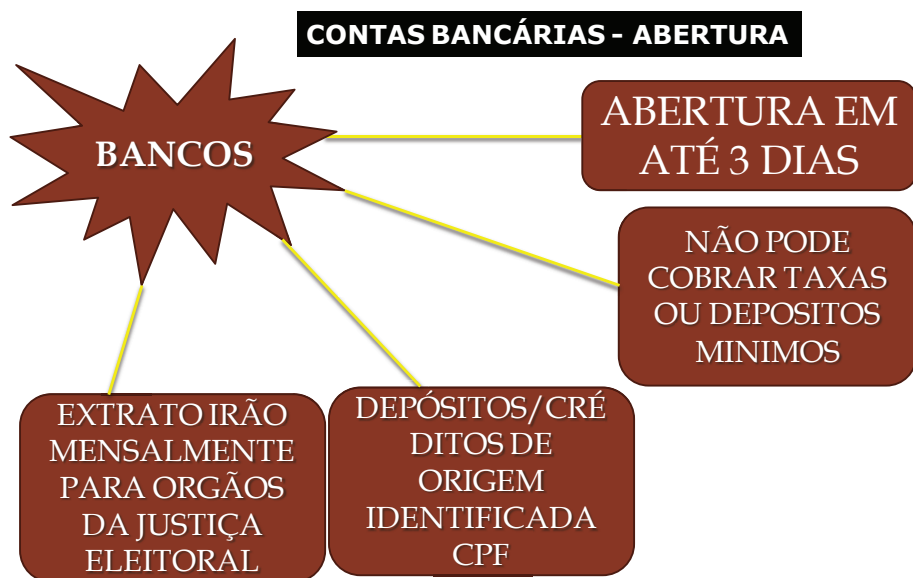 CONTAS BANCÁRIAS - ABERTURA
BANCOS
ABERTURA EM
ATÉ 3 DIAS
NÃO PODE
COBRAR TAXAS
OU DEPOSITOS
MINIMOS
EXTRATO IRÃO
MENSALMENTE
PARA ORGÃOS
DA JUSTIÇA
ELEITORAL
DEPÓSITOS/CRÉ
DITOS DE
ORIGEM
IDENTIFICADA
CPF